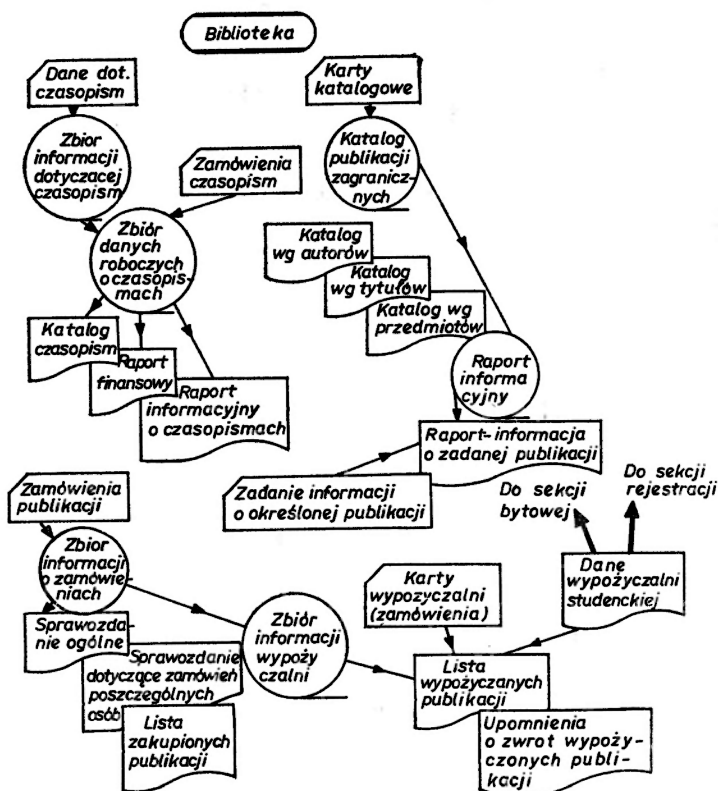 Biblioteka
Dane dot.
czasopism
Karty
katalogowe
Zbior
informacji
dotyczacej
czasopism
Zamówienia
czasopism
Katalog
publikacji
zagranicz-
nych
Zbiór
danych
roboczych
o czasopis-
mach
Katalog
wg autorów
Katalog
wg tytułów
Katalog wg
przedmiotów
Katalog
czasopism
Raport
finansowy
Raport
informacyjny
o czasopismach
Raport
informa
cyjny
Raport-informacja
o zadanej publikacji
Zadanie informacji
o określonej publikacji
Do sekcji
bytowej
Do sekcji
rejestracji
Zamówienia
publikacji
Zbior
informacji
o zamówie-
niach
Karty
wypozyczalni
(zamówienia)
Dane
wypożyczalni
studenckiej
Sprawozda-
nie ogólne
Zbiór
informacji
wypoży
czalni
Sprawozdanie
dotyczące zamówień
poszczególnych
osób
Lista
wypożyczanych
publikacji
Lista
zakupionych
publikacji
Upomnienia
o zwrot wypoży-
czonych publi-
kacji